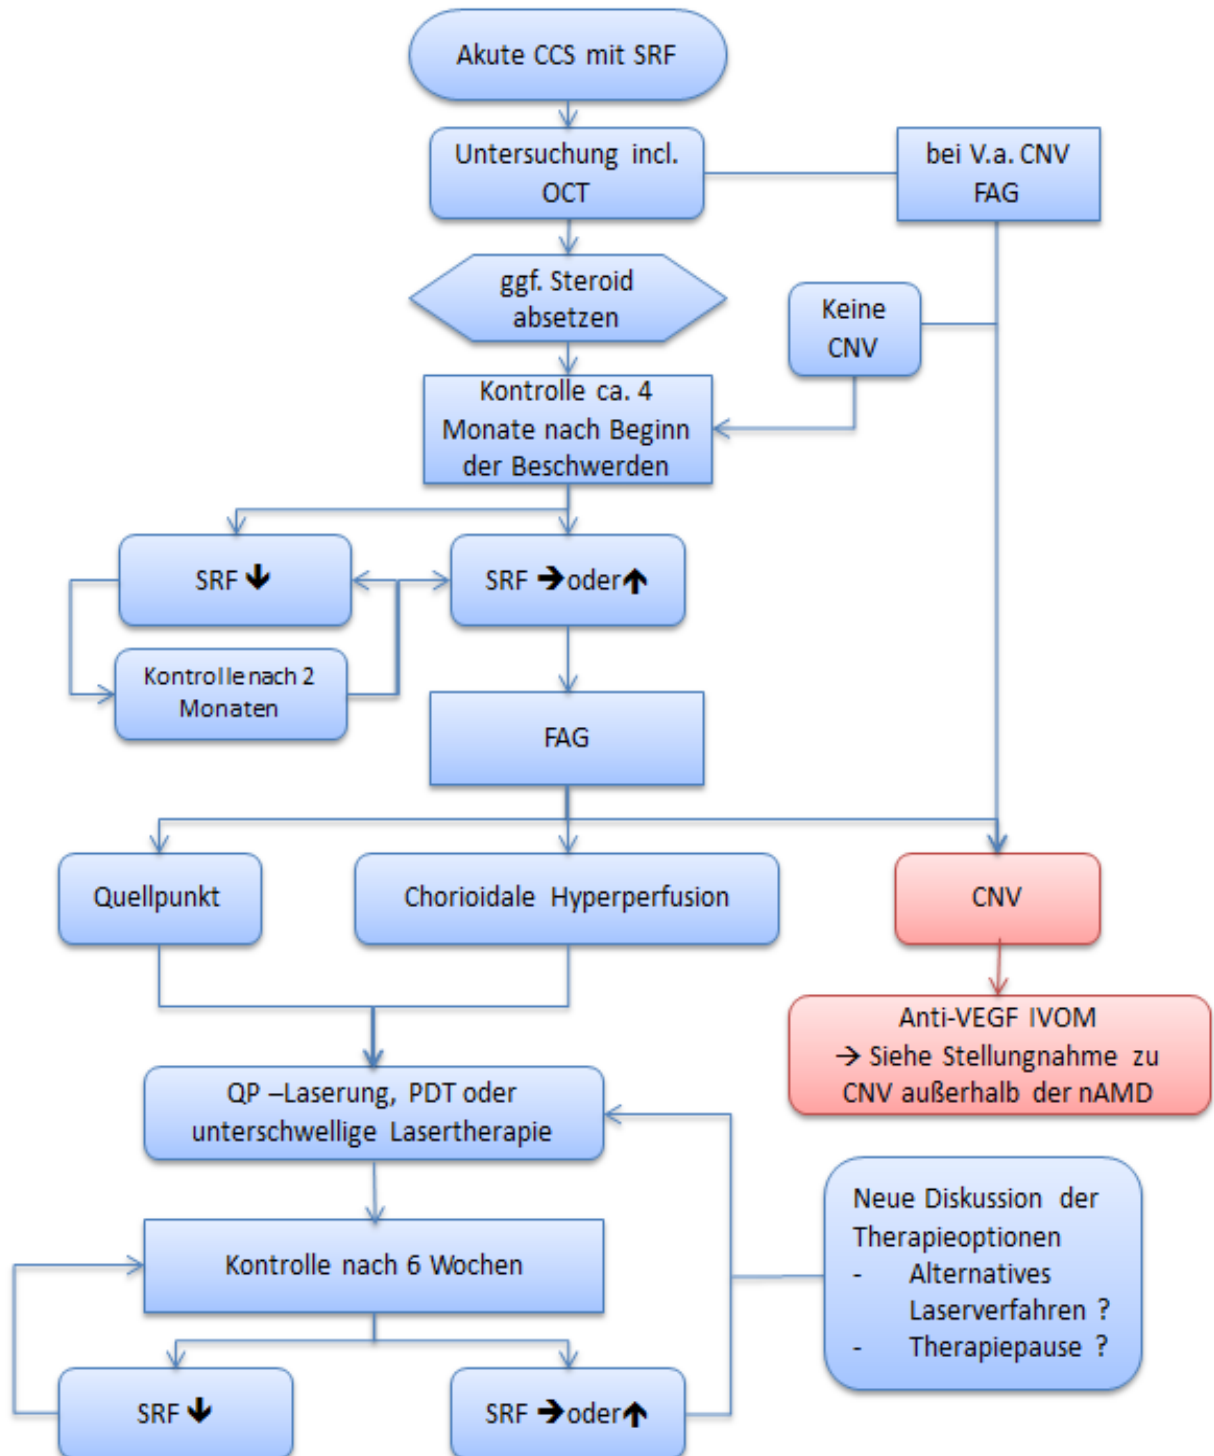 Akute CCS mit SRF
Untersuchung incl.
OCT
bei V.a. CNV
FAG
ggf. Steroid
absetzen
Keine
CNV
Kontrolle ca. 4
Monate nach Beginn
der Beschwerden
SRF 🡫
SRF 🡪oder🡩
Kontrolle nach 2
Monaten
FAG
Quellpunkt
Chorioidale Hyperperfusion
CNV
Anti-VEGF IVOM
→ Siehe Stellungnahme zu
CNV außerhalb der nAMD
QP –Laserung, PDT oder
unterschwellige Lasertherapie
Neue Diskussion der
Therapieoptionen
- Alternatives
Laserverfahren ?
- Therapiepause ?
Kontrolle nach 6 Wochen
SRF 🡫
SRF 🡪oder🡩